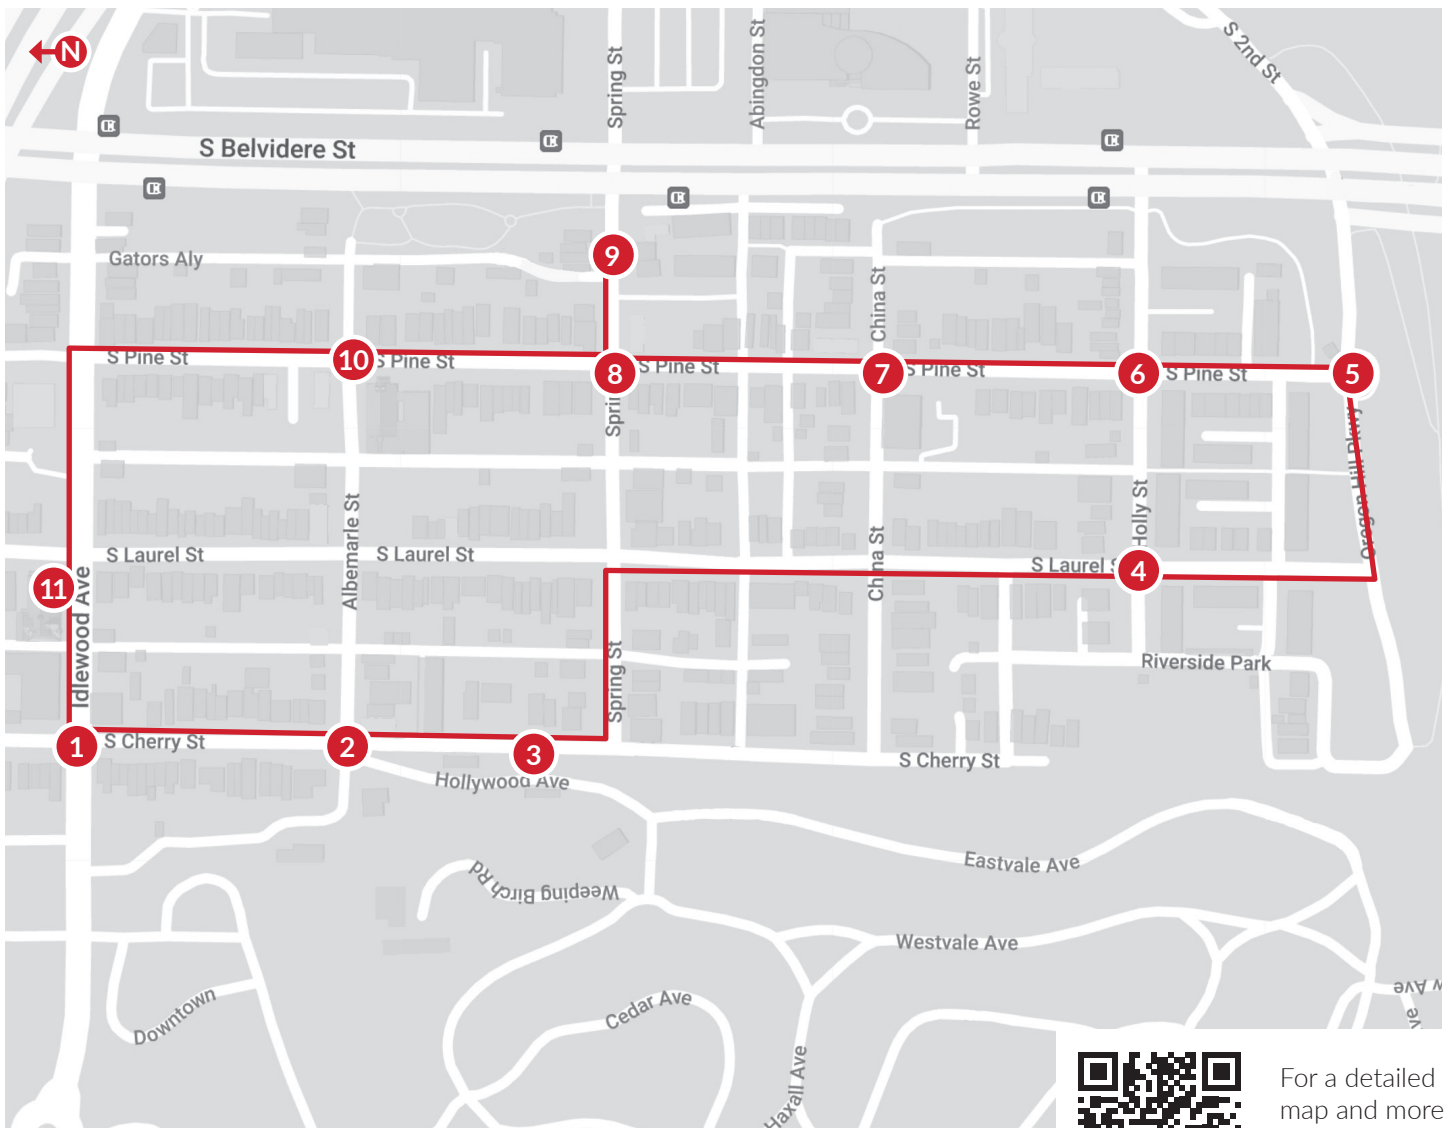 N
S 2nd St
Spring St
Abingdon St
Rowe St
S Belvidere St
Gators Aly
9
China St
S Pine St
10
S Pine St
8
S Pine St
7
S Pine St
6
S Pine St
5
Albemarle St
Holly St
S Laurel St
S Laurel St
China St
S Laurel S
4
11
Idlewood Ave
Spring St
Riverside Park
1
S Cherry St
2
3
S Cherry St
Hollywood Ave
Eastvale Ave
Weeping Birch Rd
Westvale Ave
Downtown
Cedar Ave
Haxall Ave
For a detailed
map and more